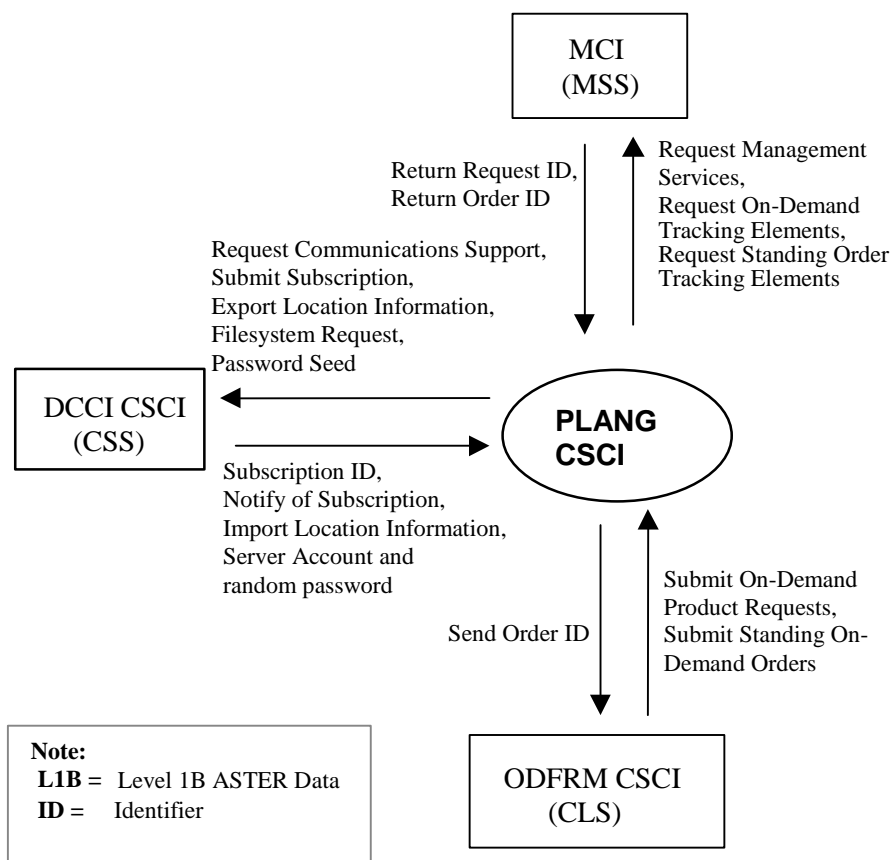 MCI
(MSS)
Return Request ID,
Return Order ID
Request Management
Services,
Request On-Demand
Tracking Elements,
Request Standing Order
Tracking Elements
Request Communications Support,
Submit Subscription,
Export Location Information,
Filesystem Request,
Password Seed
DCCI CSCI
(CSS)
PLANG
CSCI
Subscription ID,
Notify of Subscription,
Import Location Information,
Server Account and
random password
Send Order ID
Submit On-Demand
Product Requests,
Submit Standing On-
Demand Orders
Note:
L1B = Level 1B ASTER Data
ID = Identifier
ODFRM CSCI
(CLS)